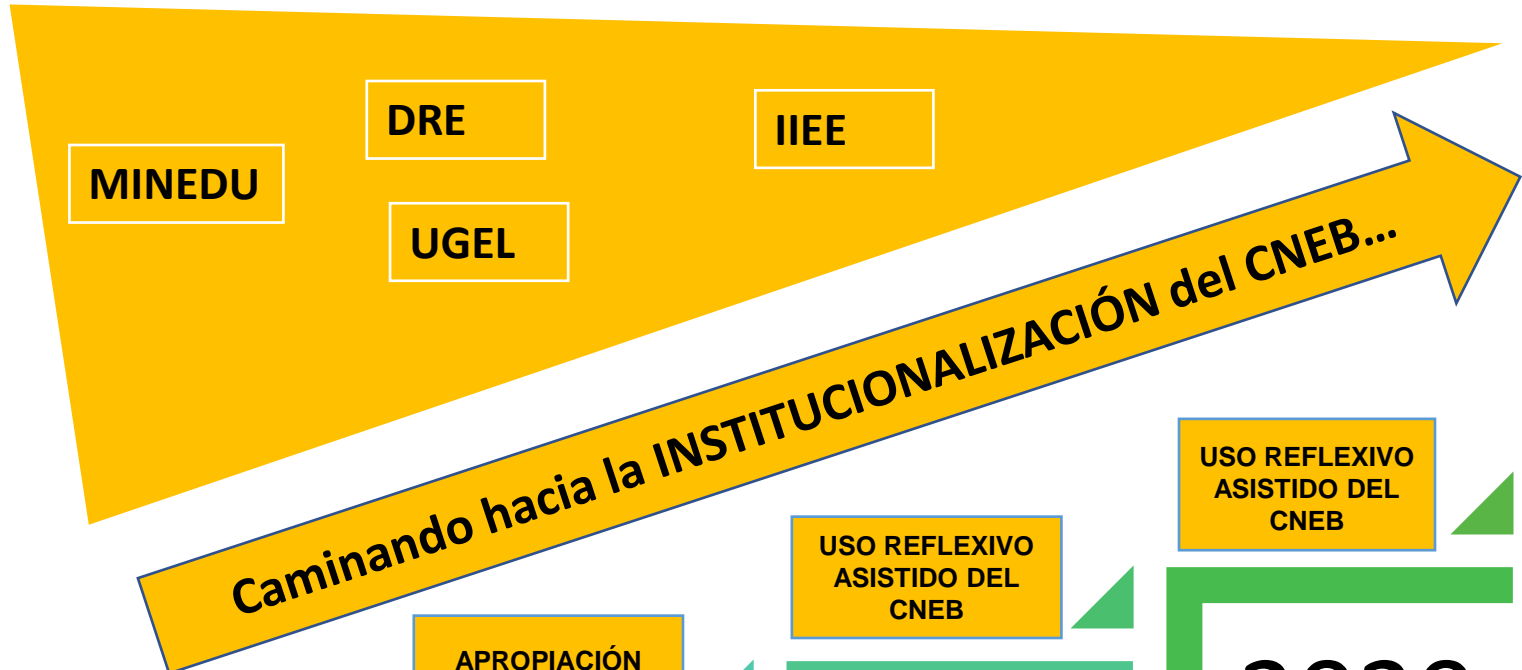 DRE
IIEE
MINEDU
UGEL
Caminando hacia la INSTITUCIONALIZACIÓN del CNEB...
USO REFLEXIVO
ASISTIDO DEL
CNEB
USO REFLEXIVO
ASISTIDO DEL
CNEB
APROPIACIÓN